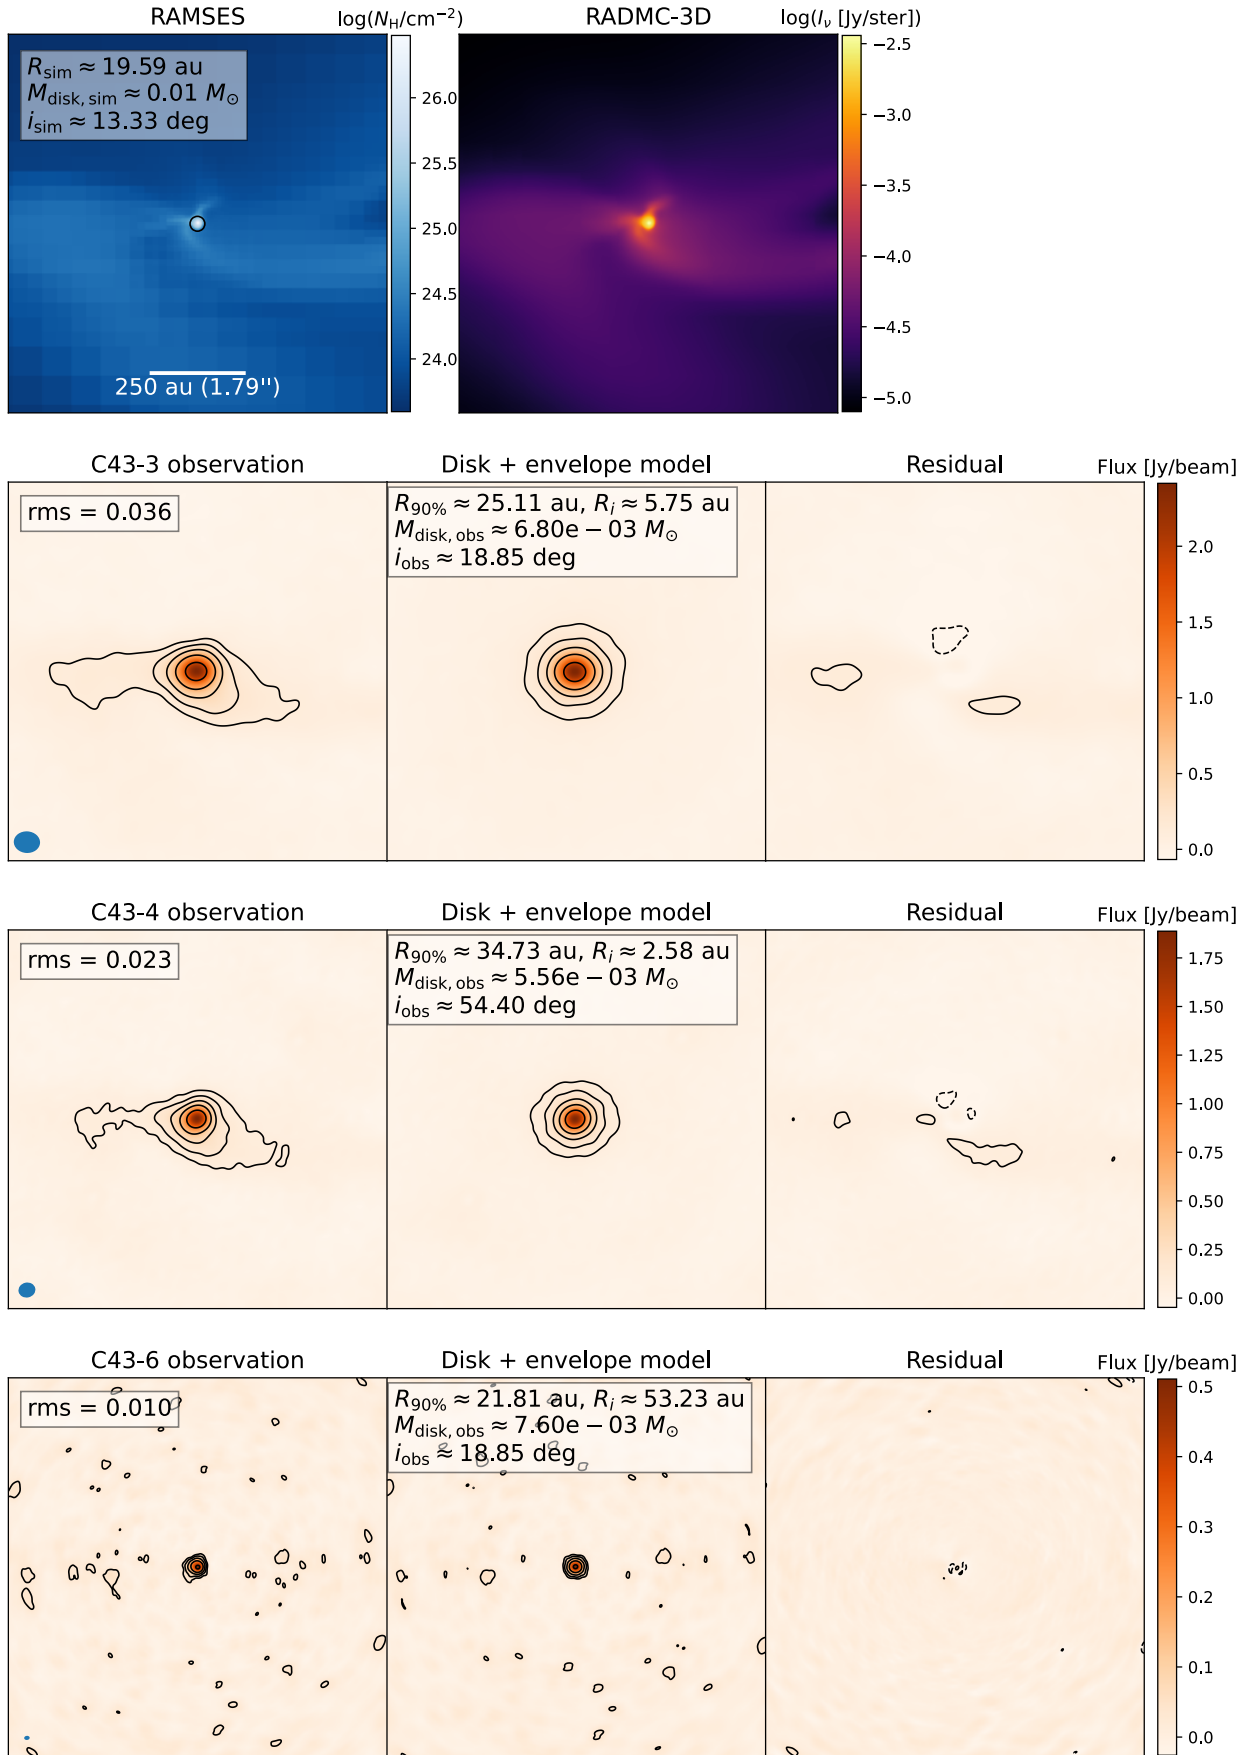 RAMSES
log(N_H/cm⁻²)
RADMC-3D
log(I_ν [Jy/ster])
R_sim ≈ 19.59 au
M_disk, sim ≈ 0.01 M_⊙
i_sim ≈ 13.33 deg
250 au (1.79'')
26.0
25.5
25.0
24.5
24.0
−2.5
−3.0
−3.5
−4.0
−4.5
−5.0
C43-3 observation
Disk + envelope model
Residual
Flux [Jy/beam]
rms = 0.036
R_90% ≈ 25.11 au, R_i ≈ 5.75 au
M_disk, obs ≈ 6.80e − 03 M_⊙
i_obs ≈ 18.85 deg
2.0
1.5
1.0
0.5
0.0
C43-4 observation
Disk + envelope model
Residual
Flux [Jy/beam]
rms = 0.023
R_90% ≈ 34.73 au, R_i ≈ 2.58 au
M_disk, obs ≈ 5.56e − 03 M_⊙
i_obs ≈ 54.40 deg
1.75
1.50
1.25
1.00
0.75
0.50
0.25
0.00
C43-6 observation
Disk + envelope model
Residual
Flux [Jy/beam]
rms = 0.010
R_90% ≈ 21.81 au, R_i ≈ 53.23 au
M_disk, obs ≈ 7.60e − 03 M_⊙
i_obs ≈ 18.85 deg
0.5
0.4
0.3
0.2
0.1
0.0